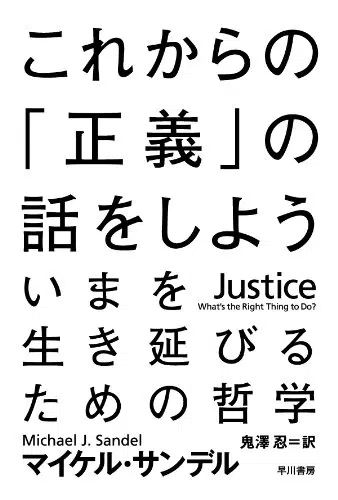 これからの
「正義」の
話をしよう
いまを
Justice
What's the Right Thing to Do?
生き延びる
ための哲学
Michael J. Sandel
マイケル・サンデル
鬼澤 忍=訳
早川書房